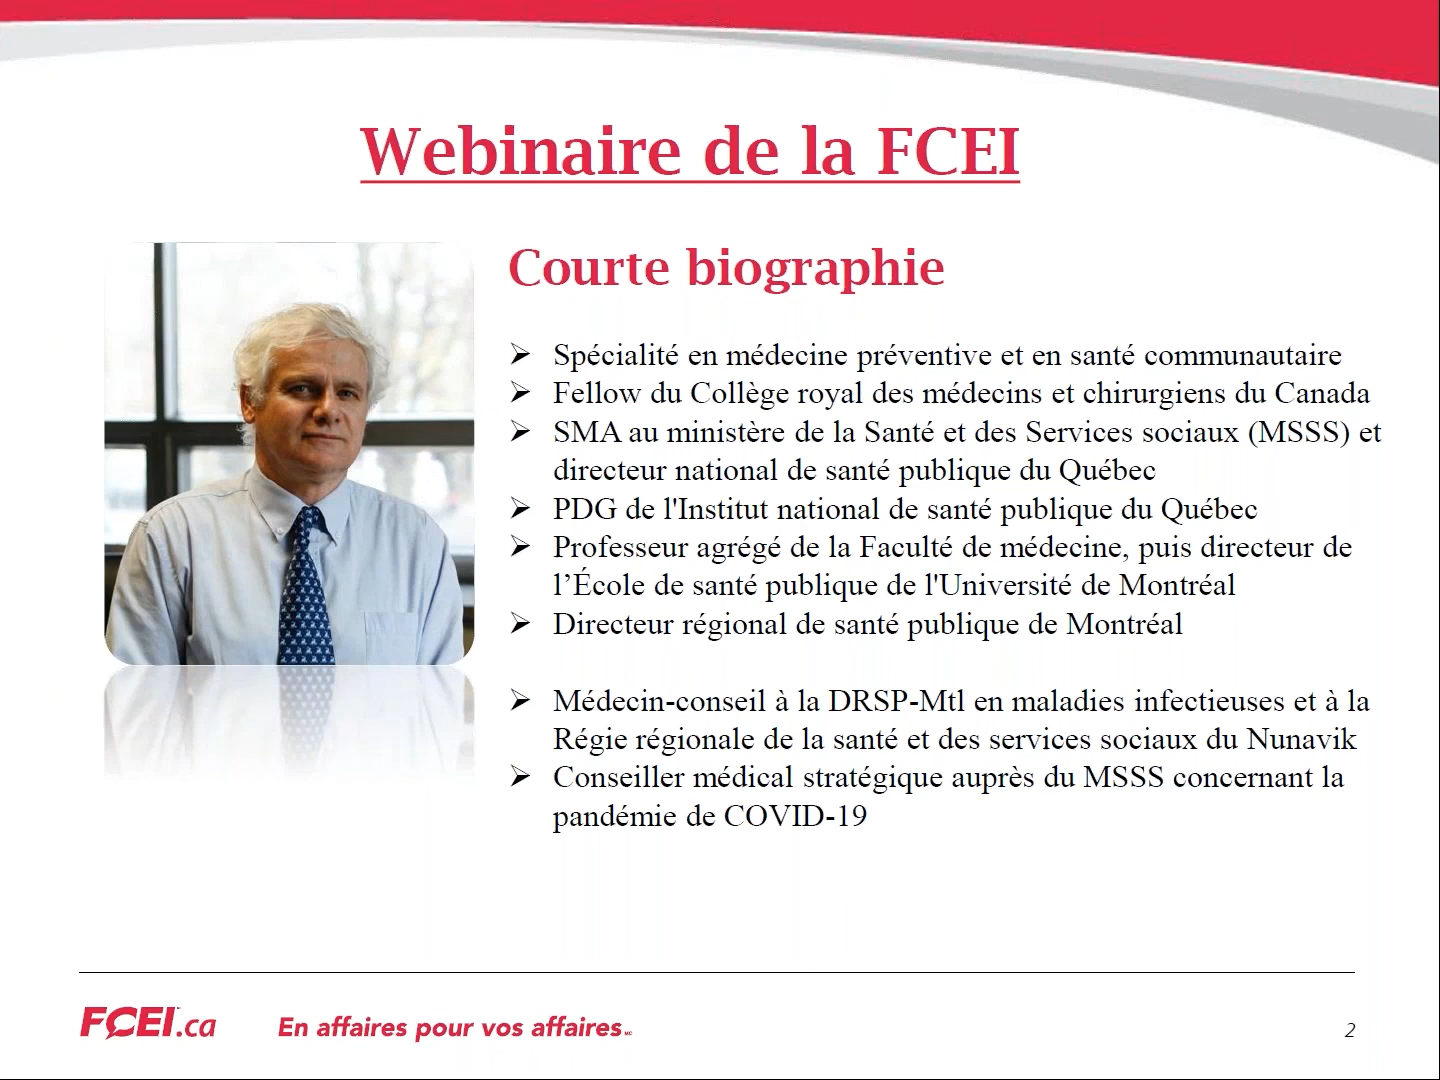 Webinaire de la FCEI
Courte biographie
➢ Spécialité en médecine préventive et en santé communautaire
➢ Fellow du Collège royal des médecins et chirurgiens du Canada
➢ SMA au ministère de la Santé et des Services sociaux (MSSS) et
directeur national de santé publique du Québec
➢ PDG de l'Institut national de santé publique du Québec
➢ Professeur agrégé de la Faculté de médecine, puis directeur de
l’École de santé publique de l'Université de Montréal
➢ Directeur régional de santé publique de Montréal
➢ Médecin-conseil à la DRSP-Mtl en maladies infectieuses et à la
Régie régionale de la santé et des services sociaux du Nunavik
➢ Conseiller médical stratégique auprès du MSSS concernant la
pandémie de COVID-19
FCEI.ca
En affaires pour vos affaires MC
2